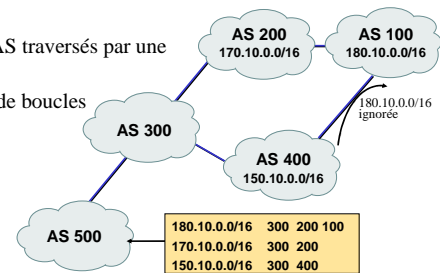 AS traversés par une
de boucles
AS 200
170.10.0.0/16
AS 100
180.10.0.0/16
180.10.0.0/16
ignorée
AS 300
AS 400
150.10.0.0/16
AS 500
180.10.0.0/16 300 200 100
170.10.0.0/16 300 200
150.10.0.0/16 300 400